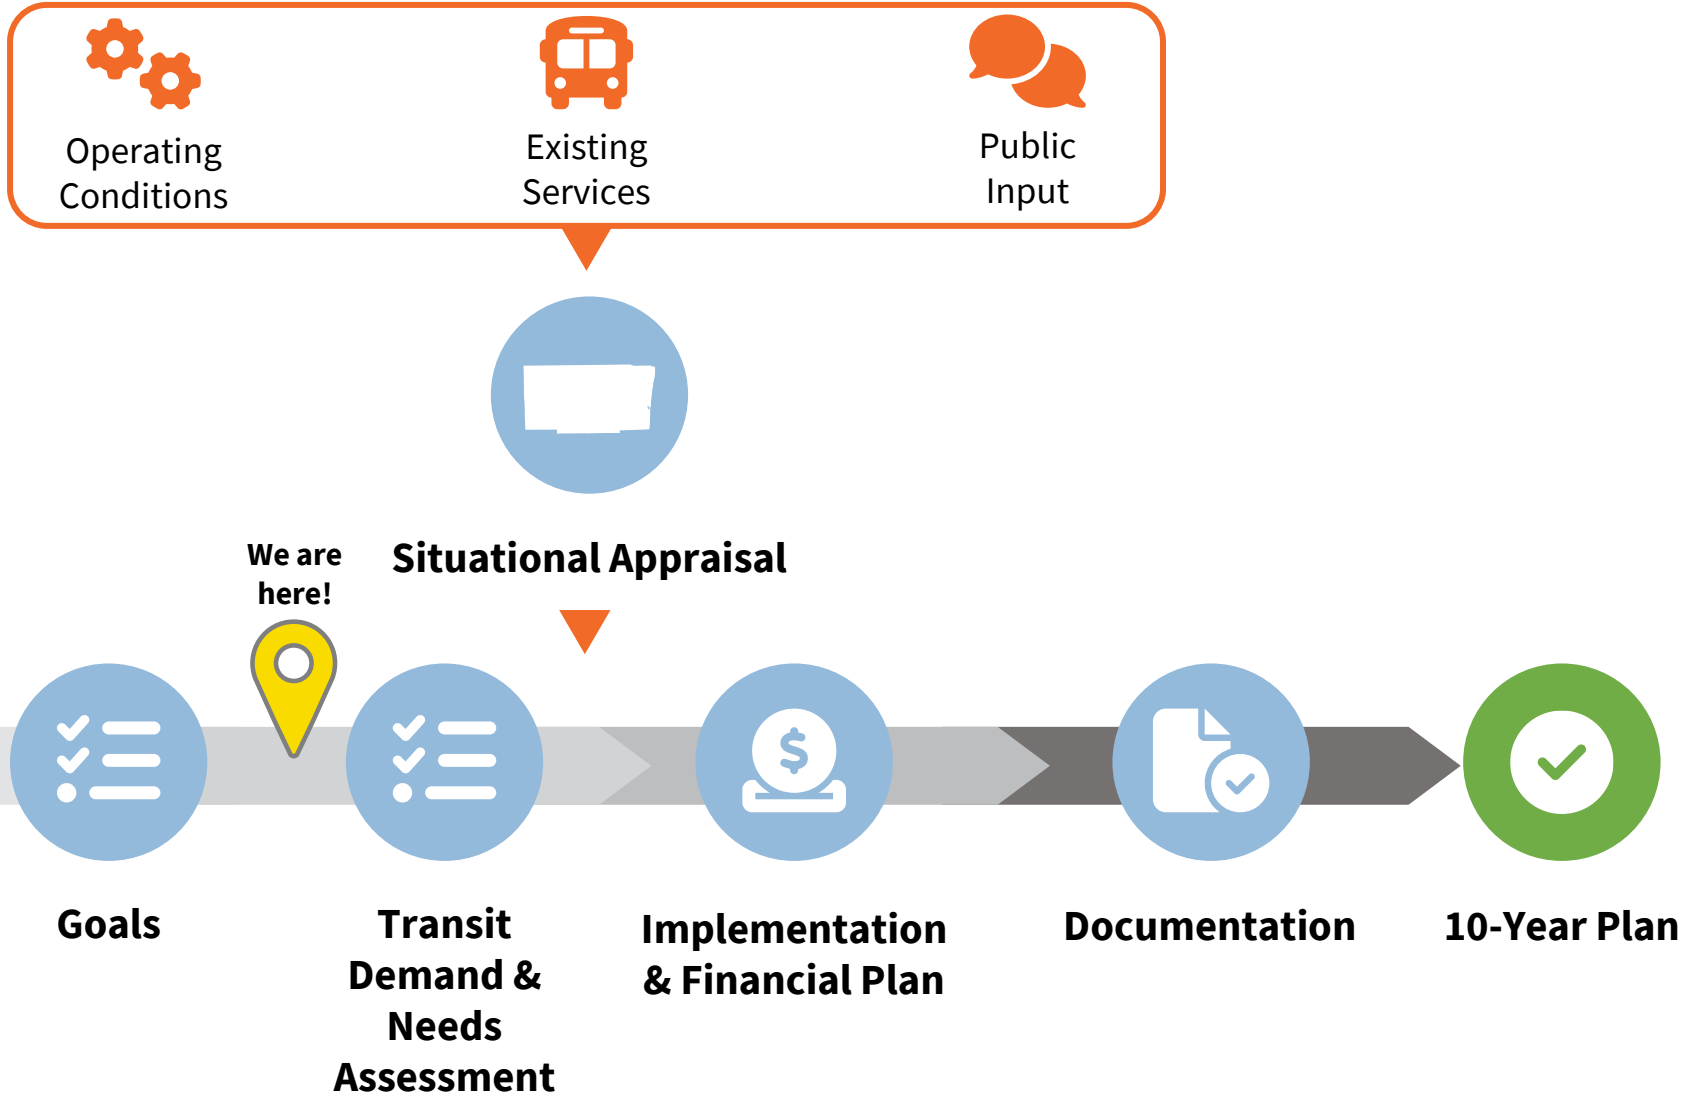 Operating
Conditions
Existing
Services
Public
Input
We are
here!
Situational Appraisal
$
Goals
Transit
Demand &
Needs
Assessment
Implementation
& Financial Plan
Documentation
10-Year Plan